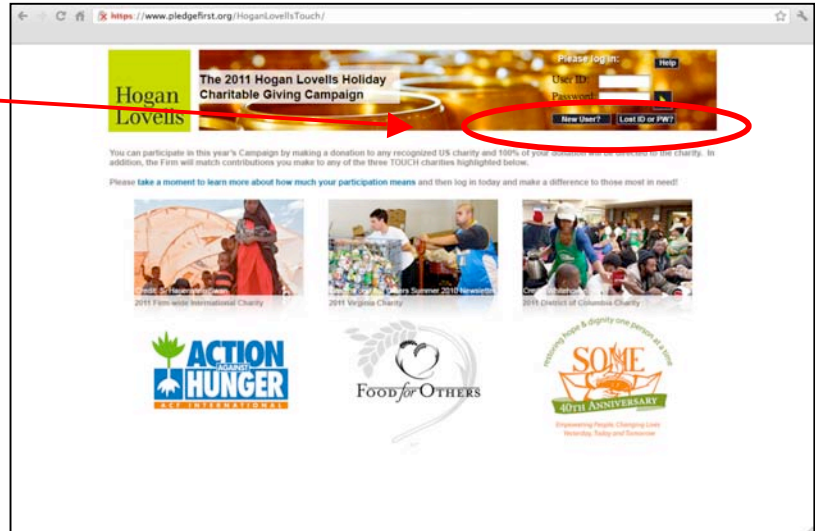 https://www.pledgefirst.org/HoganLovellsTouch/
Hogan
Lovells
The 2011 Hogan Lovells Holiday
Charitable Giving Campaign
Please log in:
Help
User ID:
Password:
New User?
Lost ID or PW?
You can participate in this year's Campaign by making a donation to any recognized US charity and 100% of your donation will be directed to the charity. In
addition, the Firm will match contributions you make to any of the three TOUCH charities highlighted below.
Please take a moment to learn more about how much your participation means and then log in today and make a difference to those most in need!
Credit: S.
Summer 2010 Newsletter
2011 Firm-wide International Charity
2011 Virginia Charity
2011 District of Columbia Charity
ACTION
AGAINST
HUNGER
ACF INTERNATIONAL
FOOD for OTHERS
restoring hope & dignity one person at a time
SOME
40TH ANNIVERSARY
Empowering People, Changing Lives
Yesterday, Today and Tomorrow